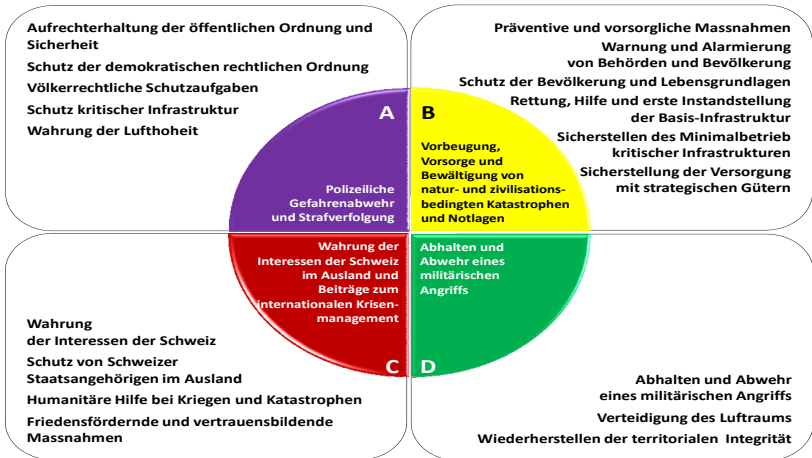 Aufrechterhaltung der öffentlichen Ordnung und
Sicherheit
Schutz der demokratischen rechtlichen Ordnung
Völkerrechtliche Schutzaufgaben
Schutz kritischer Infrastruktur
Wahrung der Lufthoheit
A
Polizeiliche
Gefahrenabwehr
und Strafverfolgung
Präventive und vorsorgliche Massnahmen
Warnung und Alarmierung
von Behörden und Bevölkerung
Schutz der Bevölkerung und Lebensgrundlagen
Rettung, Hilfe und erste Instandstellung
der Basis-Infrastruktur
Sicherstellen des Minimalbetrieb
kritischer Infrastrukturen
Sicherstellung der Versorgung
mit strategischen Gütern
B
Vorbeugung,
Vorsorge und
Bewältigung von
natur- und zivilisations-
bedingten Katastrophen
und Notlagen
Wahrung der
Interessen der Schweiz
im Ausland und
Beiträge zum
internationalen Krisen-
management
C
Wahrung
der Interessen der Schweiz
Schutz von Schweizer
Staatsangehörigen im Ausland
Humanitäre Hilfe bei Kriegen und Katastrophen
Friedensfördernde und vertrauensbildende
Massnahmen
Abhalten und
Abwehr eines
militärischen
Angriffs
D
Abhalten und Abwehr
eines militärischen Angriffs
Verteidigung des Luftraums
Wiederherstellen der territorialen Integrität